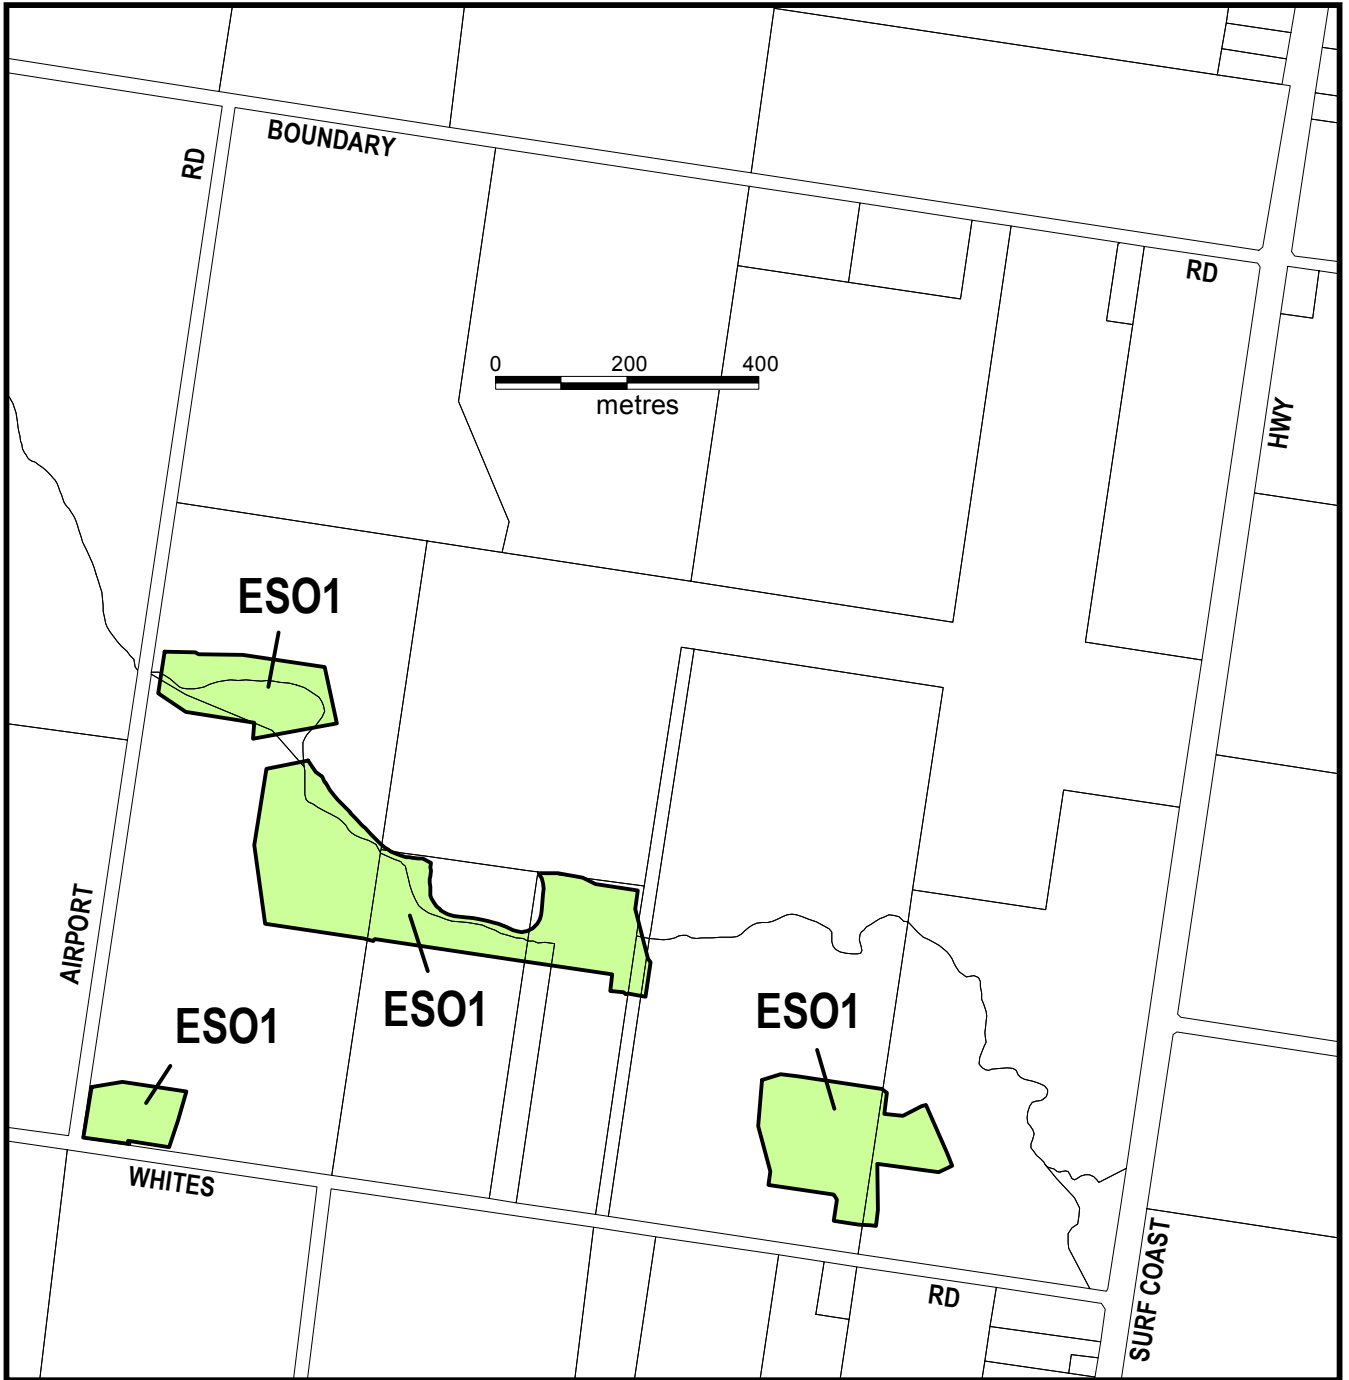 BOUNDARY
RD
RD
0 200 400
metres
HWY
ESO1
AIRPORT
ESO1
ESO1
ESO1
WHITES
RD
SURF COAST